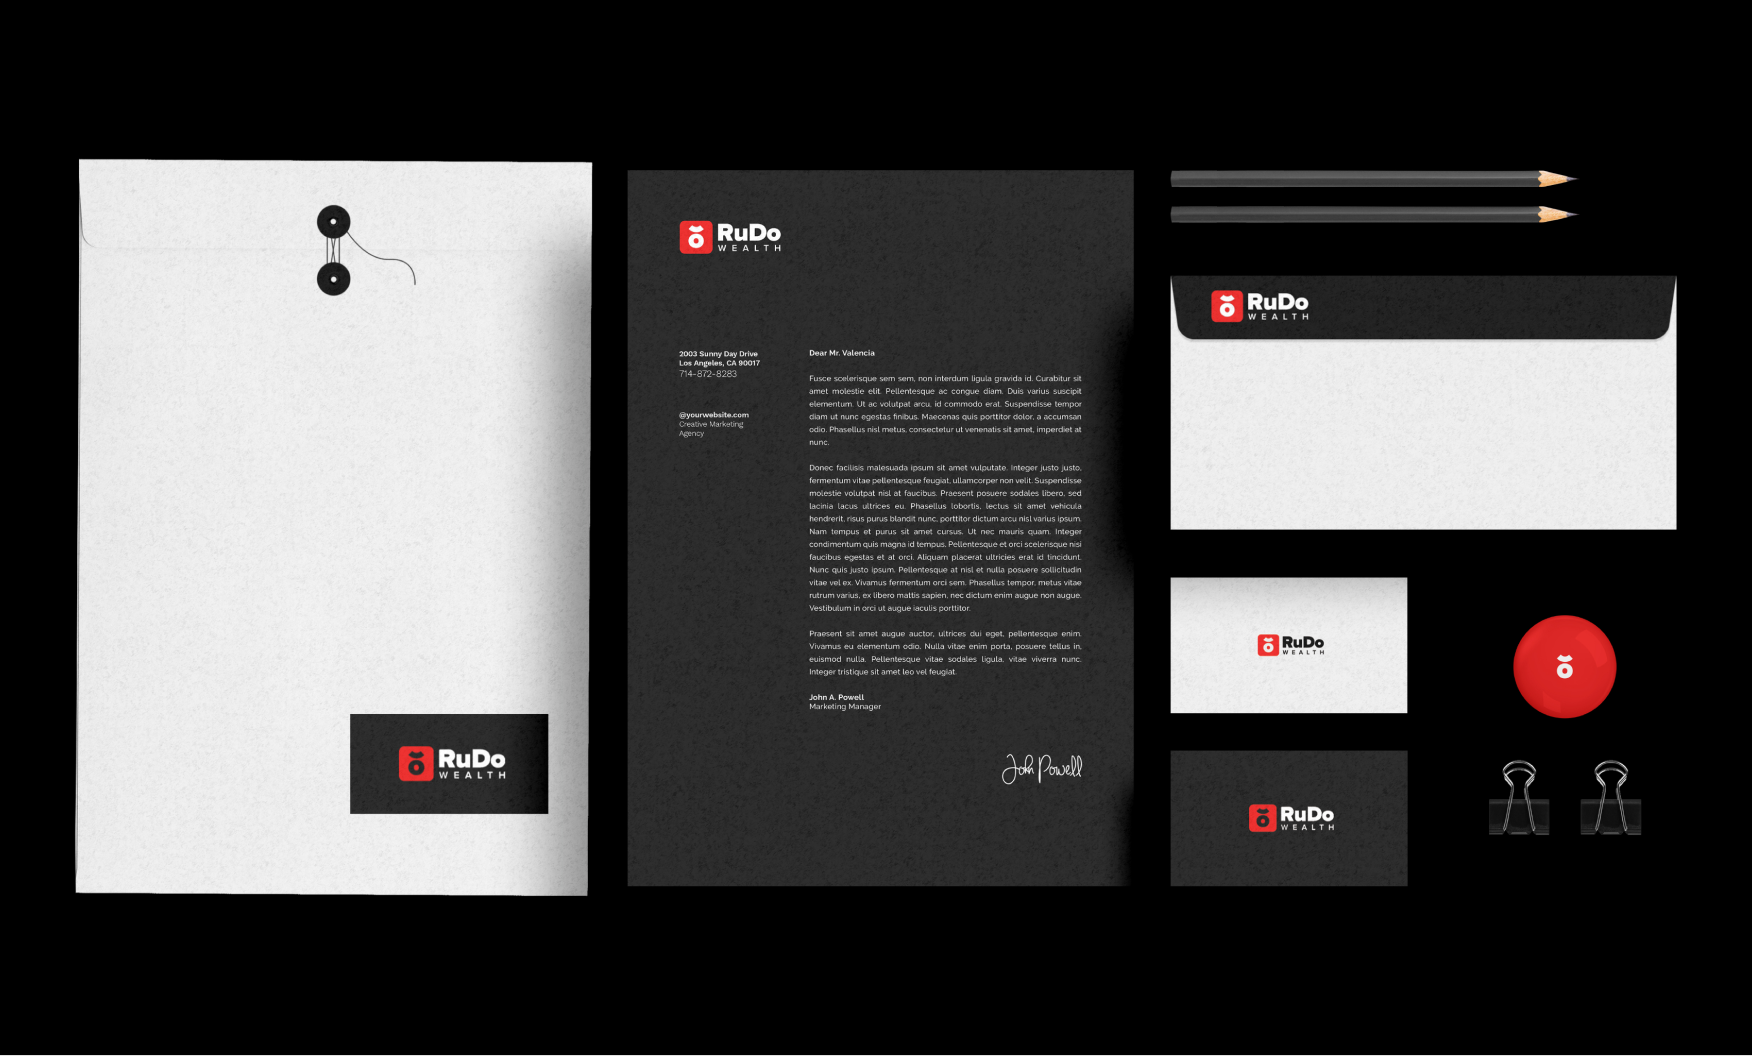 RuDo
WEALTH
RuDo
WEALTH
2003 Sunny Day Drive
Los Angeles, CA 90017
714-872-8283
@yourwebsite.com
Creative Marketing
Agency
Dear Mr. Valencia
Fusce scelerisque sem sem, non interdum ligula gravida id. Curabitur sit
amet molestie elit. Pellentesque ac congue diam. Duis varius suscipit
elementum. Ut ac volutpat arcu, id commodo erat. Suspendisse tempor
diam ut nunc egestas finibus. Maecenas quis porttitor dolor, a accumsan
odio. Phasellus nisl metus, consectetur ut venenatis sit amet, imperdiet at
nunc.
Donec facilisis malesuada ipsum sit amet vulputate. Integer justo justo,
fermentum vitae pellentesque feugiat, ullamcorper non velit. Suspendisse
molestie volutpat nisl at faucibus. Praesent posuere sodales libero, sed
lacinia lacus ultrices eu. Phasellus lobortis, lectus sit amet vehicula
hendrerit, risus purus blandit nunc, porttitor dictum arcu nisl varius ipsum.
Nam tempus et purus sit amet cursus. Ut nec mauris quam. Integer
condimentum quis magna id tempus. Pellentesque et orci scelerisque nisi
faucibus egestas et at orci. Aliquam placerat ultricies erat id tincidunt.
Nunc quis justo ipsum. Pellentesque at nisl et nulla posuere sollicitudin
vitae vel ex. Vivamus fermentum orci sem. Phasellus tempor, metus vitae
rutrum varius, ex libero mattis sapien, nec dictum enim augue non augue.
Vestibulum in orci ut augue iaculis porttitor.
Praesent sit amet augue auctor, ultrices dui eget, pellentesque enim.
Vivamus eu elementum odio. Nulla vitae enim porta, posuere tellus in,
euismod nulla. Pellentesque vitae sodales ligula, vitae viverra nunc.
Integer tristique sit amet leo vel feugiat.
John A. Powell
Marketing Manager
John Powell
RuDo
WEALTH
RuDo
WEALTH
RuDo
WEALTH